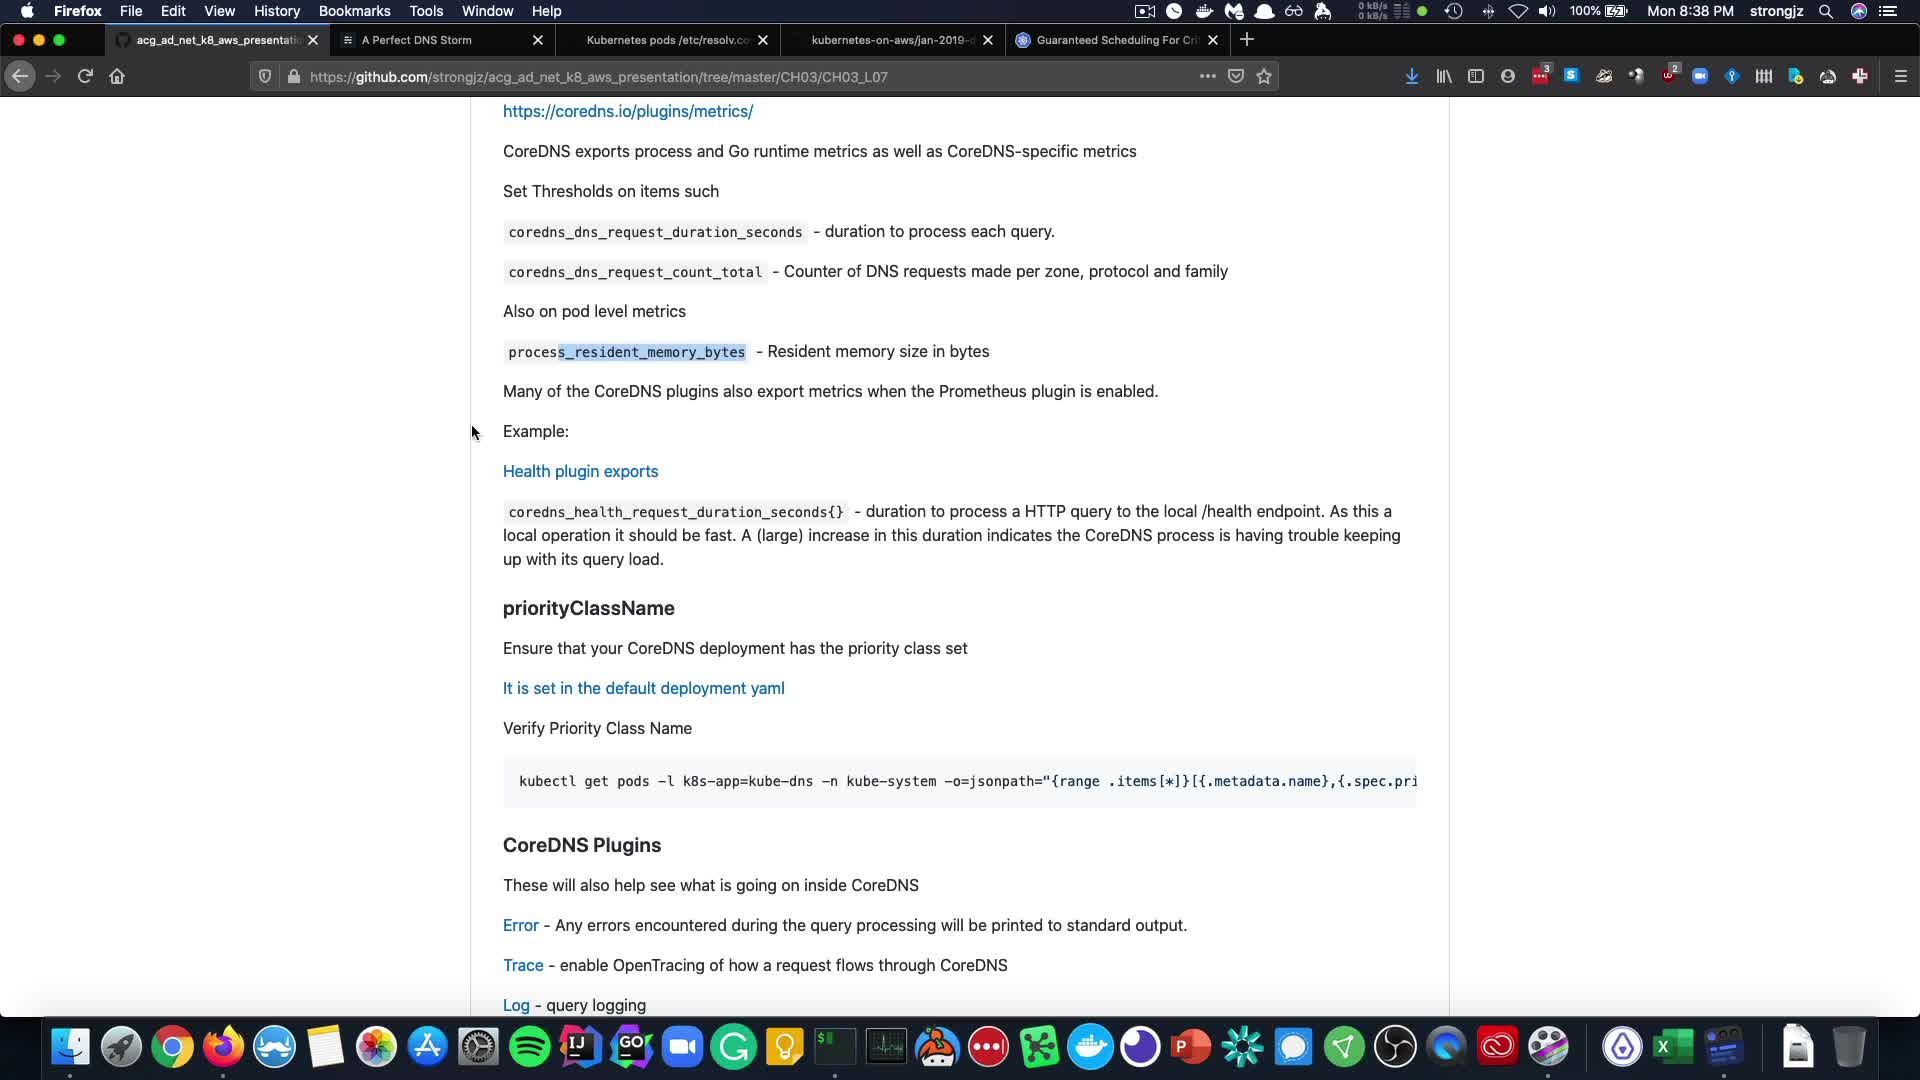 Firefox File Edit View History Bookmarks Tools Window Help 0 kB/s 0 kB/s 100% Mon 8:38 PM strongjz
acg_ad_net_k8_aws_presentatio A Perfect DNS Storm Kubernetes pods /etc/resolv.co kubernetes-on-aws/jan-2019-d Guaranteed Scheduling For Cri
https://github.com/strongjz/acg_ad_net_k8_aws_presentation/tree/master/CH03/CH03_L07 3 2
https://coredns.io/plugins/metrics/
CoreDNS exports process and Go runtime metrics as well as CoreDNS-specific metrics
Set Thresholds on items such
coredns_dns_request_duration_seconds - duration to process each query.
coredns_dns_request_count_total - Counter of DNS requests made per zone, protocol and family
Also on pod level metrics
process_resident_memory_bytes - Resident memory size in bytes
Many of the CoreDNS plugins also export metrics when the Prometheus plugin is enabled.
Example:
Health plugin exports
coredns_health_request_duration_seconds{} - duration to process a HTTP query to the local /health endpoint. As this a
local operation it should be fast. A (large) increase in this duration indicates the CoreDNS process is having trouble keeping
up with its query load.
priorityClassName
Ensure that your CoreDNS deployment has the priority class set
It is set in the default deployment yaml
Verify Priority Class Name
kubectl get pods -l k8s-app=kube-dns -n kube-system -o=jsonpath="{range .items[*]}[{.metadata.name},{.spec.pri
CoreDNS Plugins
These will also help see what is going on inside CoreDNS
Error - Any errors encountered during the query processing will be printed to standard output.
Trace - enable OpenTracing of how a request flows through CoreDNS
Log - query logging